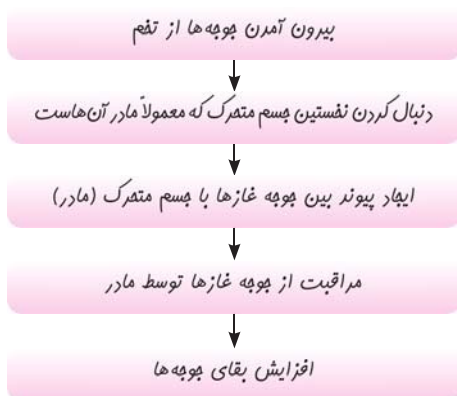 بیرون آمدن جوجه‌ها از تخم
دنبال کردن نخستین جسم متحرک که معمولاً مادر آن‌هاست
ایجاد پیوند بین جوجه غازها با جسم متحرک (مادر)
مراقبت از جوجه غازها توسط مادر
افزایش بقای جوجه‌ها